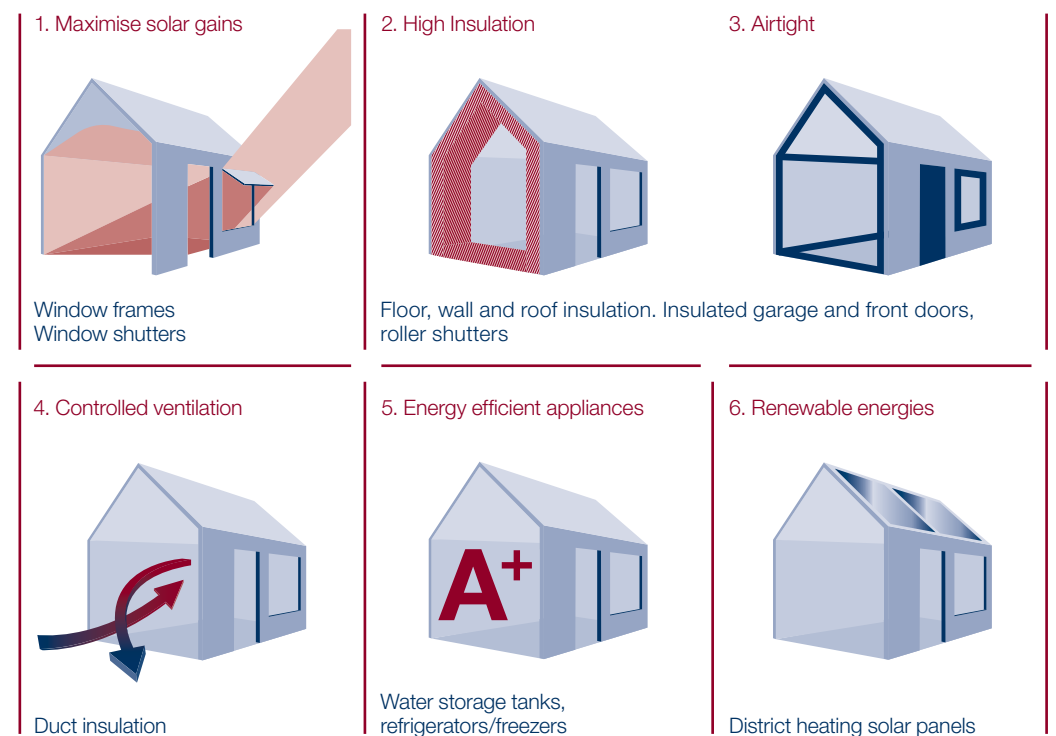 1. Maximise solar gains
2. High Insulation
3. Airtight
Window frames
Window shutters
Floor, wall and roof insulation. Insulated garage and front doors,
roller shutters
4. Controlled ventilation
5. Energy efficient appliances
6. Renewable energies
A+
Duct insulation
Water storage tanks,
refrigerators/freezers
District heating solar panels